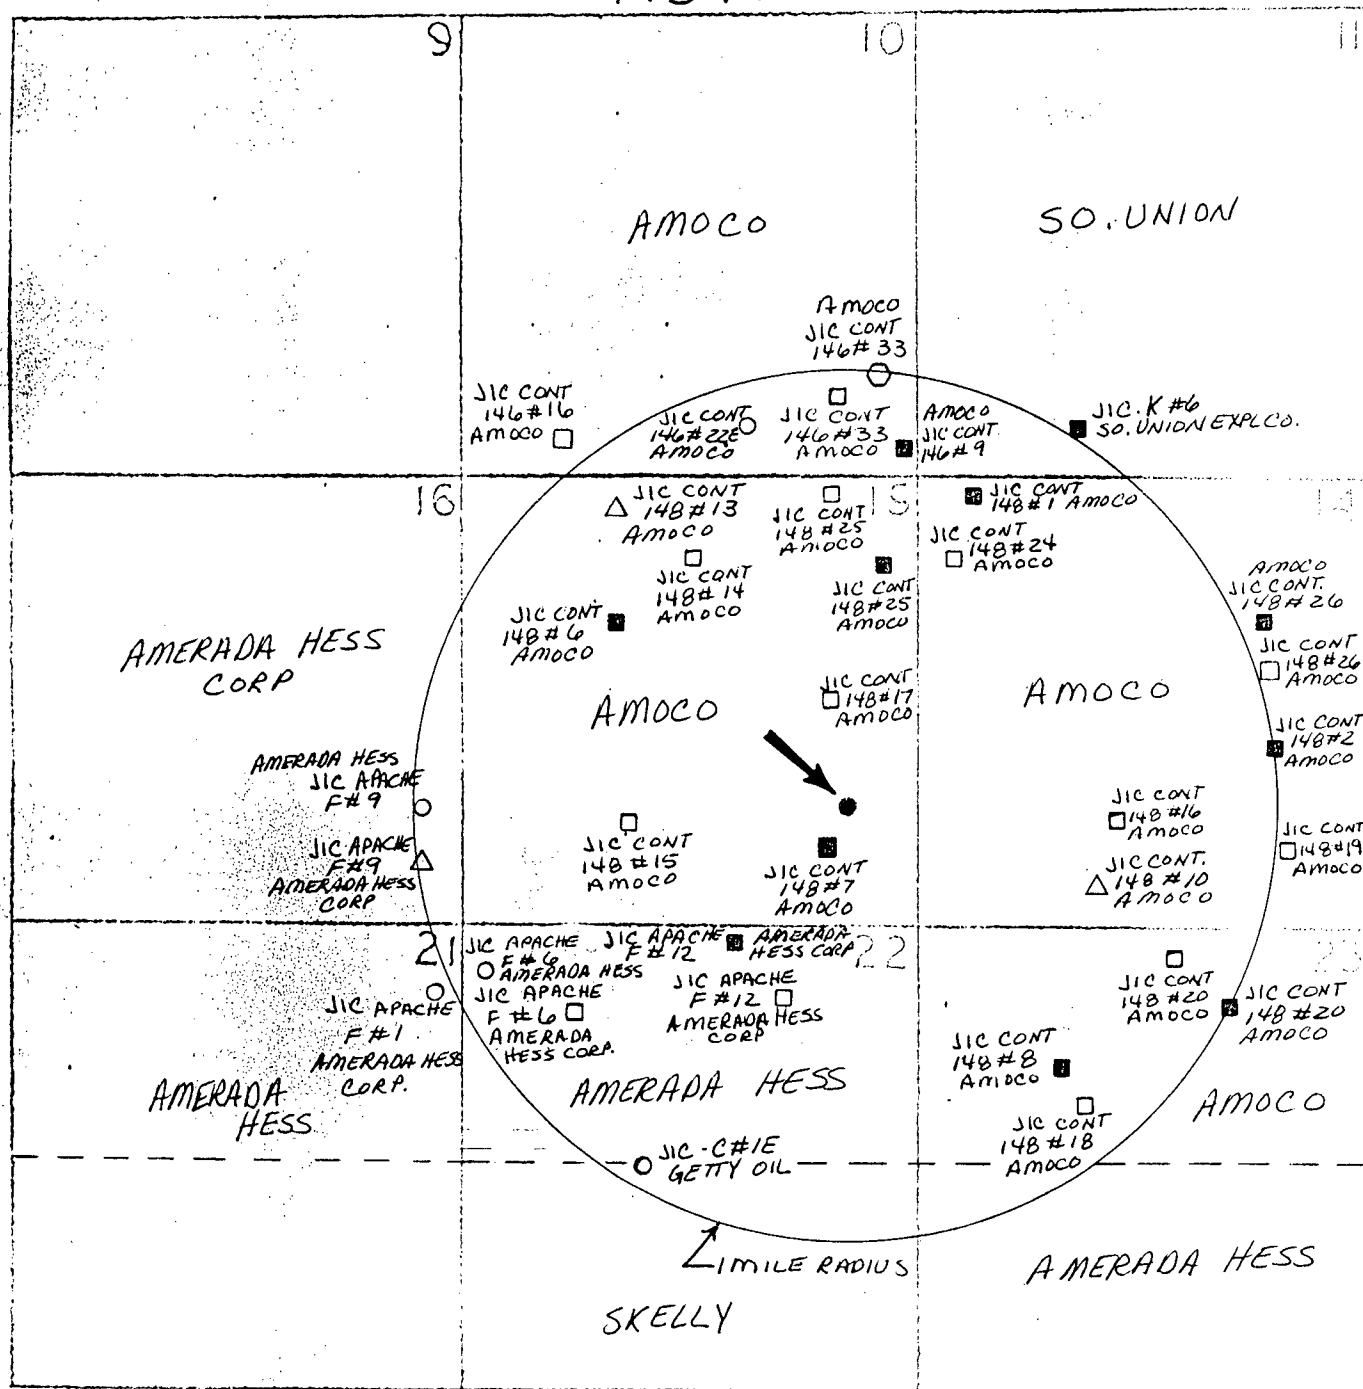 9
10
11
AMOCO
SO. UNION
AMOCO
JIC CONT
146# 33
JIC CONT
146#16
AMOCO
JIC CONT
146#22E
AMOCO
JIC CONT
146#33
AMOCO
AMOCO
JIC CONT.
146#9
JIC. K #6
SO. UNION EXPL CO.
16
15
14
JIC CONT
148#13
AMOCO
JIC CONT
148#25
AMOCO
JIC CONT
148#1 AMOCO
JIC CONT
148#24
AMOCO
JIC CONT
148#14
AMOCO
JIC CONT
148#25
AMOCO
AMOCO
JIC CONT.
148#26
JIC CONT
148#6
AMOCO
JIC CONT
148#26
AMOCO
AMERADA HESS
CORP
AMOCO
JIC CONT
148#17
AMOCO
AMOCO
JIC CONT
148#2
AMOCO
AMERADA HESS
JIC APACHE
F#9
JIC APACHE
F#9
AMERADA HESS
CORP
JIC CONT
148#15
AMOCO
JIC CONT
148#7
AMOCO
JIC CONT
148#16
AMOCO
JIC CONT.
148#10
AMOCO
JIC CONT
148#19
AMOCO
21
22
23
JIC APACHE
F#6
AMERADA HESS
JIC APACHE
F#12
AMERADA
HESS CORP
JIC APACHE
F#6
AMERADA
HESS CORP.
JIC APACHE
F#12
AMERADA HESS
CORP
JIC APACHE
F#1
AMERADA HESS
CORP.
JIC CONT
148#20
AMOCO
JIC CONT
148#20
AMOCO
JIC CONT
148#8
AMOCO
AMERADA
HESS
AMERADA HESS
AMOCO
JIC CONT
148#18
AMOCO
JIC-C#1E
GETTY OIL
1 MILE RADIUS
AMERADA HESS
SKELLY